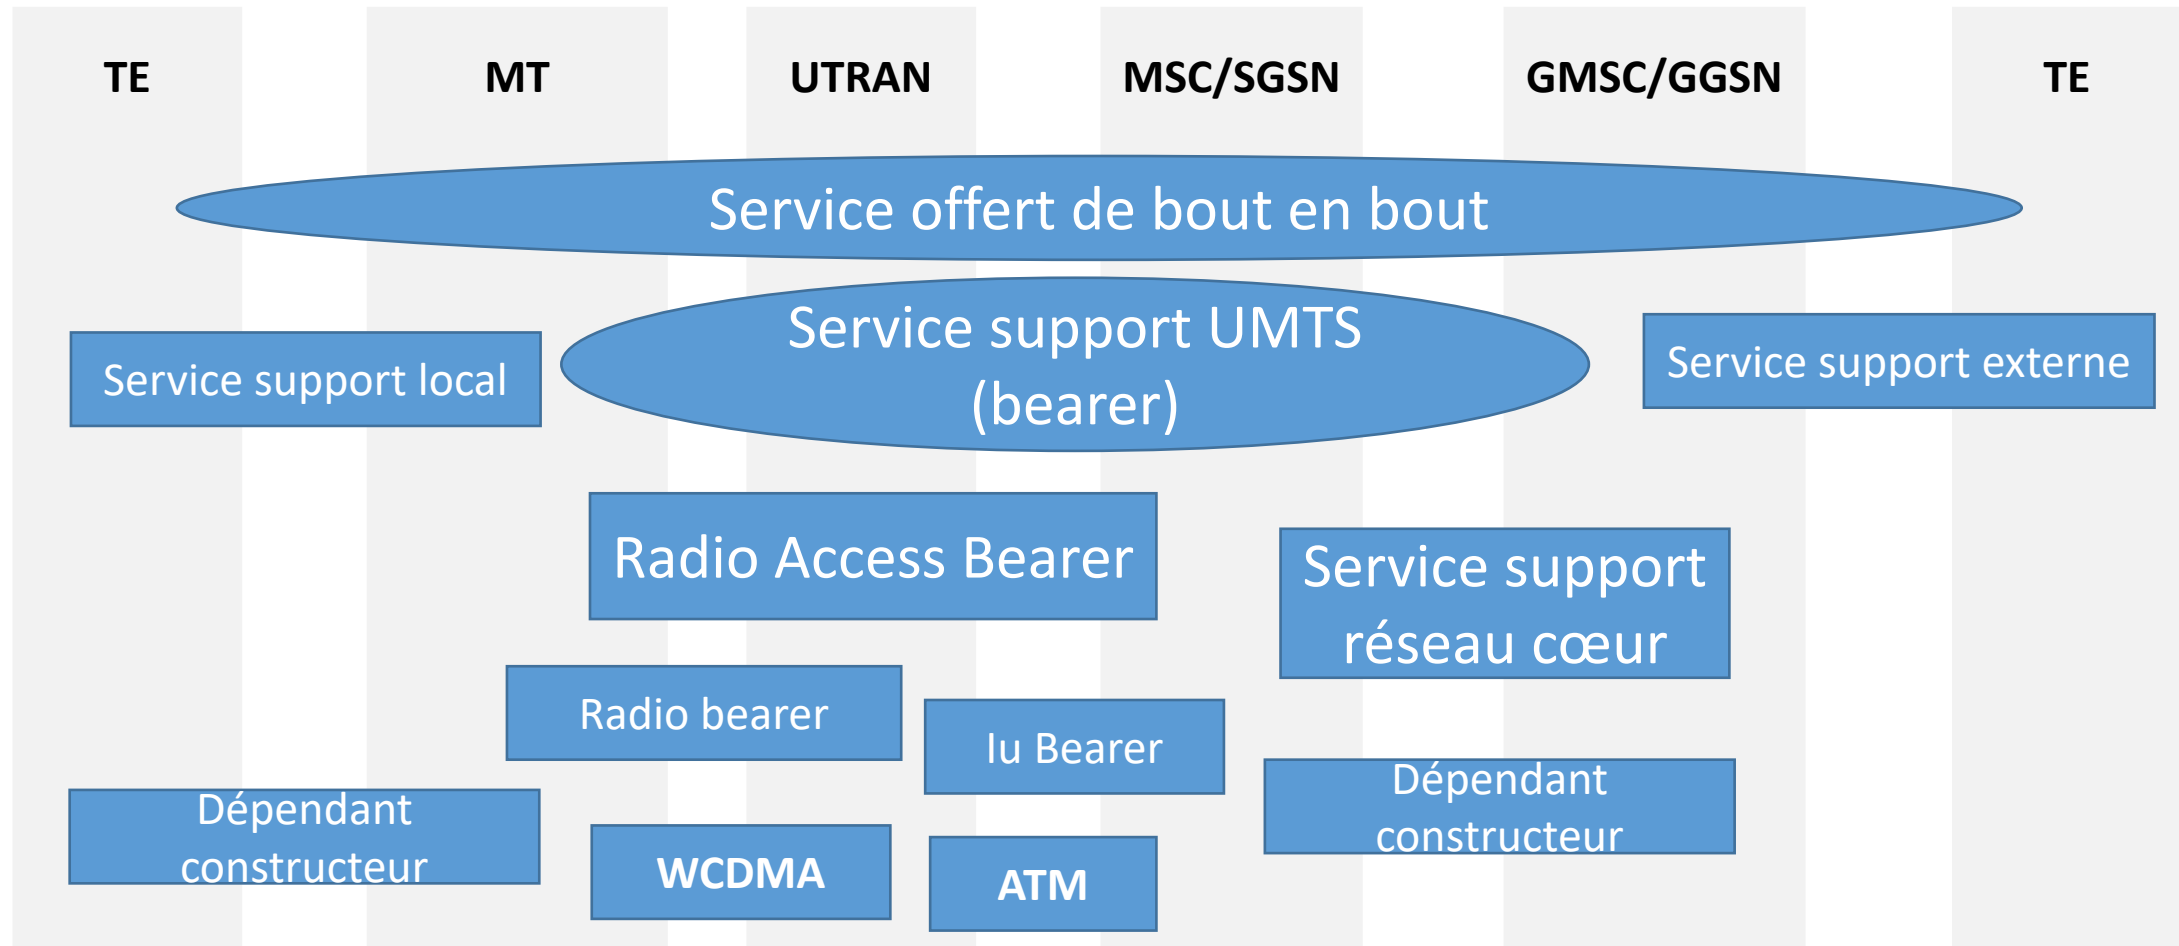 TE
MT
UTRAN
MSC/SGSN
GMSC/GGSN
TE
Service offert de bout en bout
Service support UMTS
(bearer)
Service support local
Service support externe
Radio Access Bearer
Service support
réseau cœur
Radio bearer
Iu Bearer
Dépendant
constructeur
Dépendant
constructeur
WCDMA
ATM